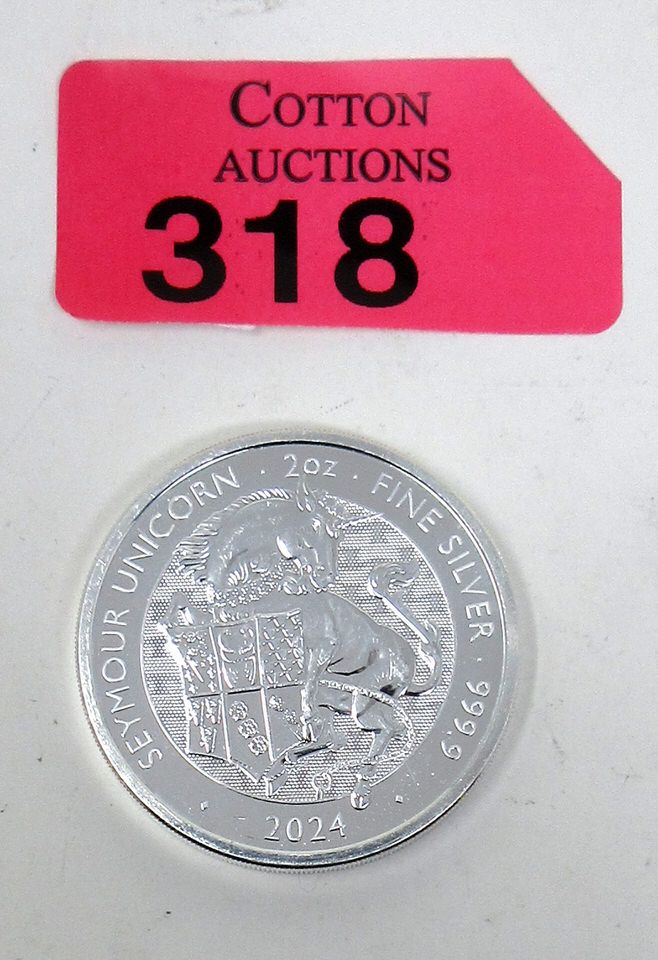 COTTON
AUCTIONS
318
SEYMOUR UNICORN · 2OZ · FINE SILVER · 999.9
2024